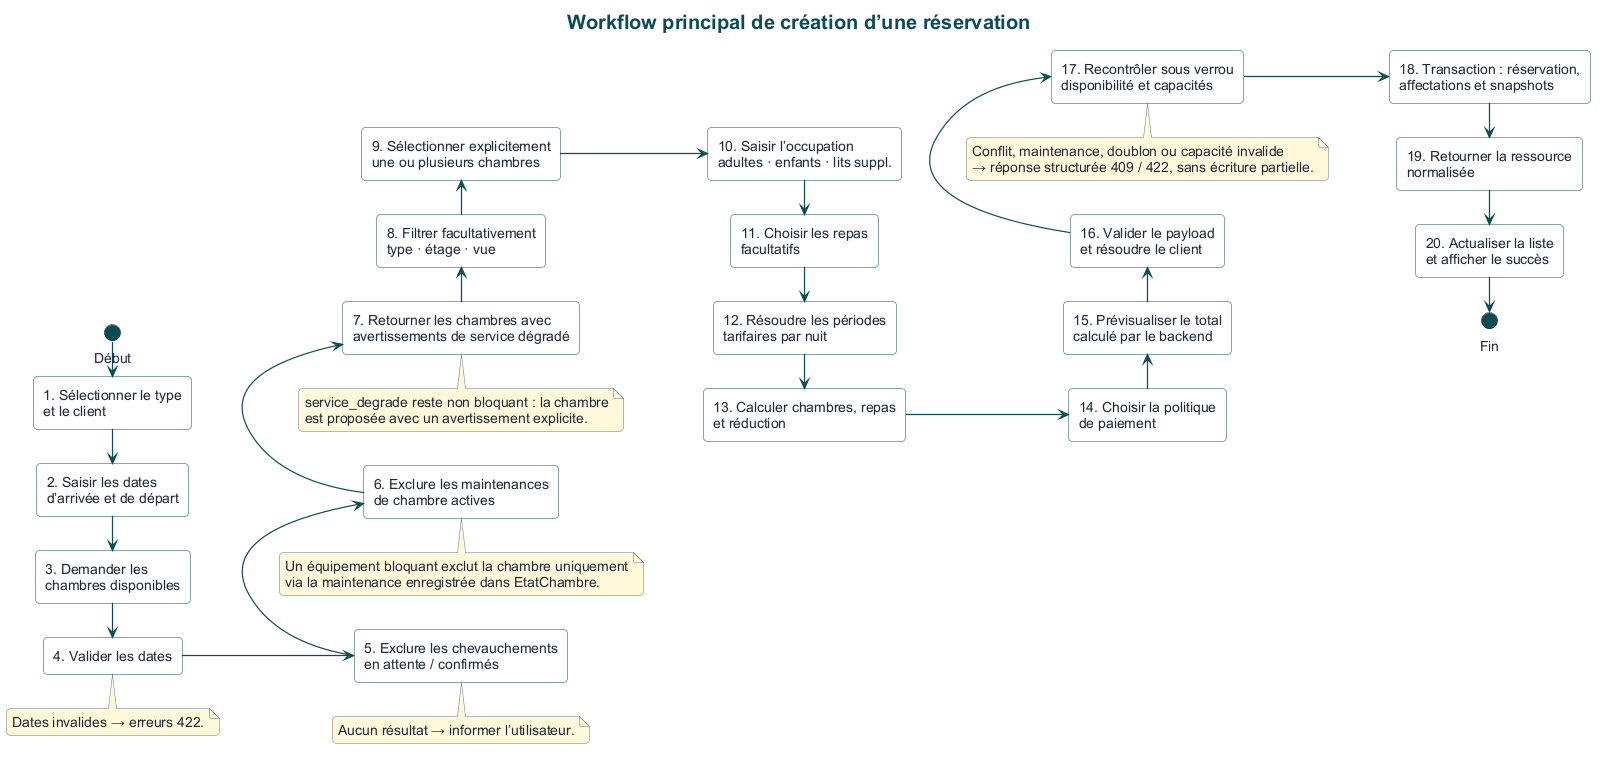 Workflow principal de création d’une réservation
Début
1. Sélectionner le type
et le client
2. Saisir les dates
d’arrivée et de départ
3. Demander les
chambres disponibles
4. Valider les dates
Dates invalides → erreurs 422.
5. Exclure les chevauchements
en attente / confirmés
Aucun résultat → informer l’utilisateur.
6. Exclure les maintenances
de chambre actives
Un équipement bloquant exclut la chambre uniquement
via la maintenance enregistrée dans EtatChambre.
7. Retourner les chambres avec
avertissements de service dégradé
service_degrade reste non bloquant : la chambre
est proposée avec un avertissement explicite.
8. Filtrer facultativement
type · étage · vue
9. Sélectionner explicitement
une ou plusieurs chambres
10. Saisir l’occupation
adultes · enfants · lits suppl.
11. Choisir les repas
facultatifs
12. Résoudre les périodes
tarifaires par nuit
13. Calculer chambres, repas
et réduction
14. Choisir la politique
de paiement
15. Prévisualiser le total
calculé par le backend
16. Valider le payload
et résoudre le client
17. Recontrôler sous verrou
disponibilité et capacités
Conflit, maintenance, doublon ou capacité invalide
→ réponse structurée 409 / 422, sans écriture partielle.
18. Transaction : réservation,
affectations et snapshots
19. Retourner la ressource
normalisée
20. Actualiser la liste
et afficher le succès
Fin